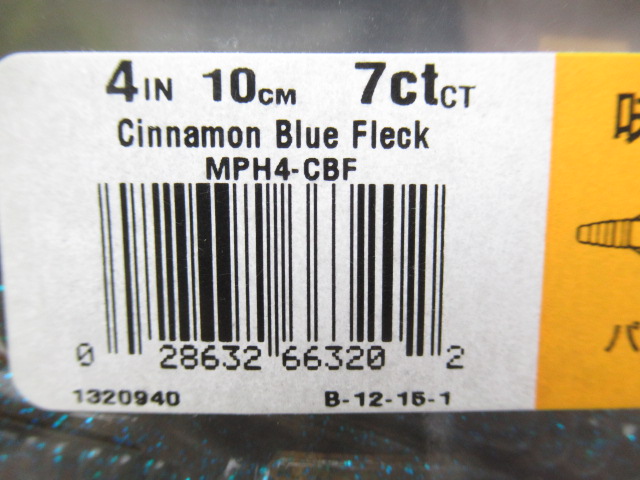 4IN 10CM 7ctCT
Cinnamon Blue Fleck
MPH4-CBF
0 28632 66320 2
1320940 B-12-15-1